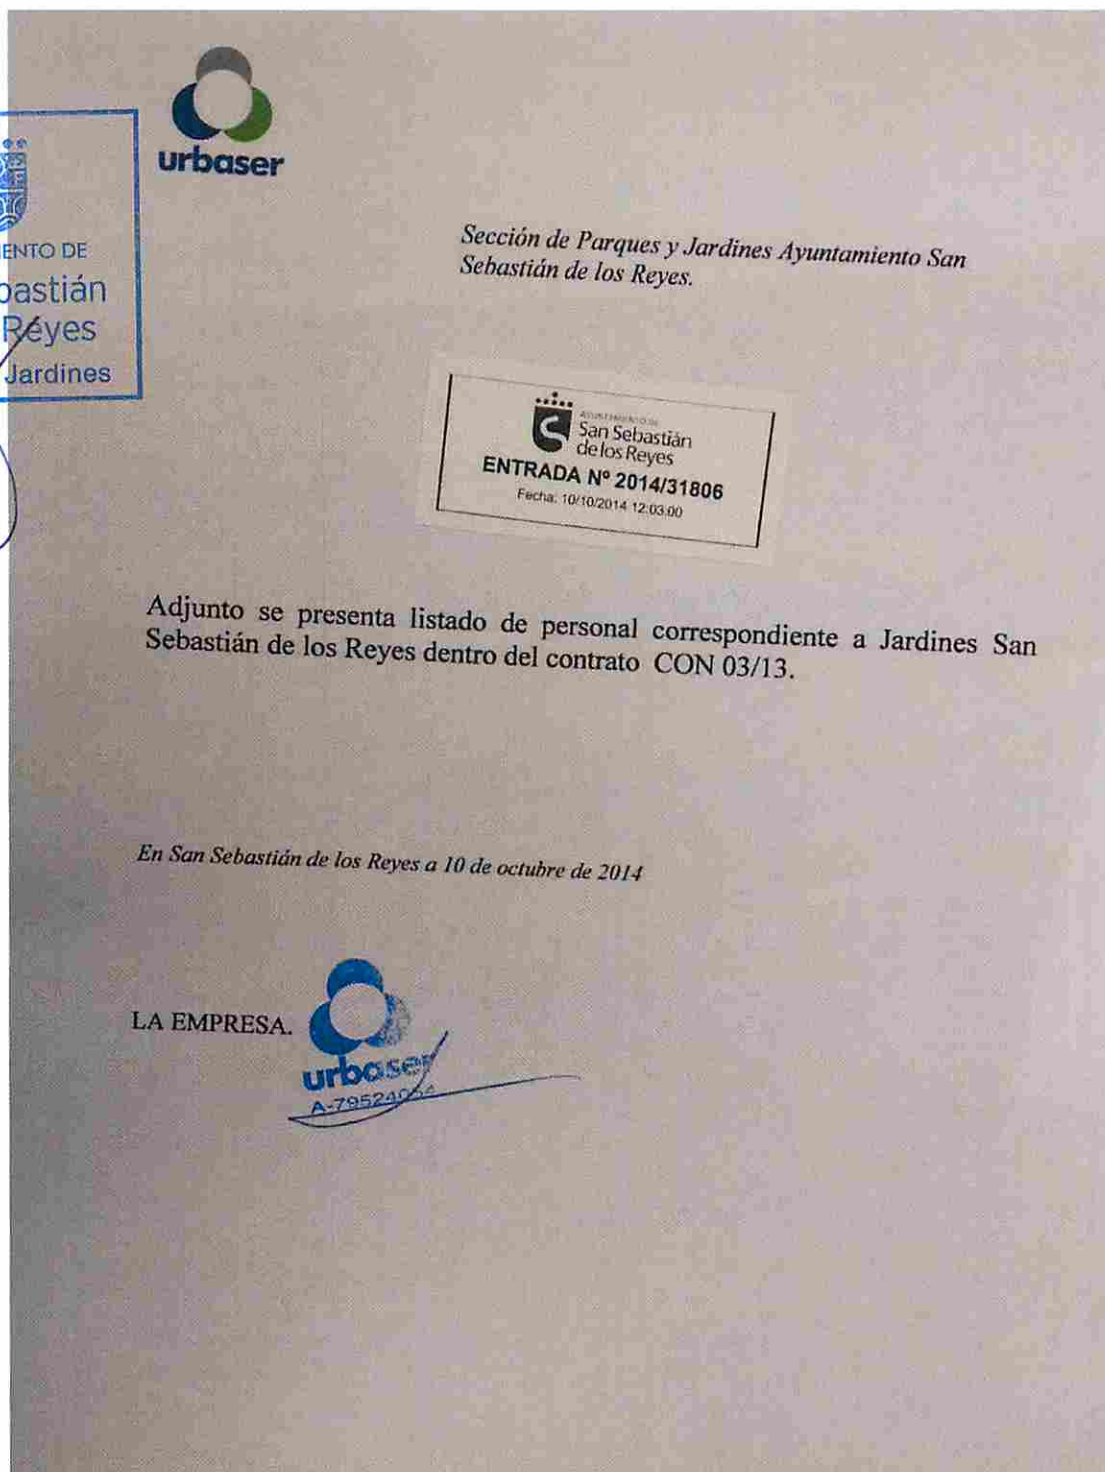 urbaser
ENTO DE
bastián
Reyes
Jardines
Sección de Parques y Jardines Ayuntamiento San
Sebastián de los Reyes.
AYUNTAMIENTO DE
San Sebastián
de los Reyes
ENTRADA Nº 2014/31806
Fecha: 10/10/2014 12:03:00
Adjunto se presenta listado de personal correspondiente a Jardines San
Sebastián de los Reyes dentro del contrato CON 03/13.
En San Sebastián de los Reyes a 10 de octubre de 2014
LA EMPRESA.
urbaser